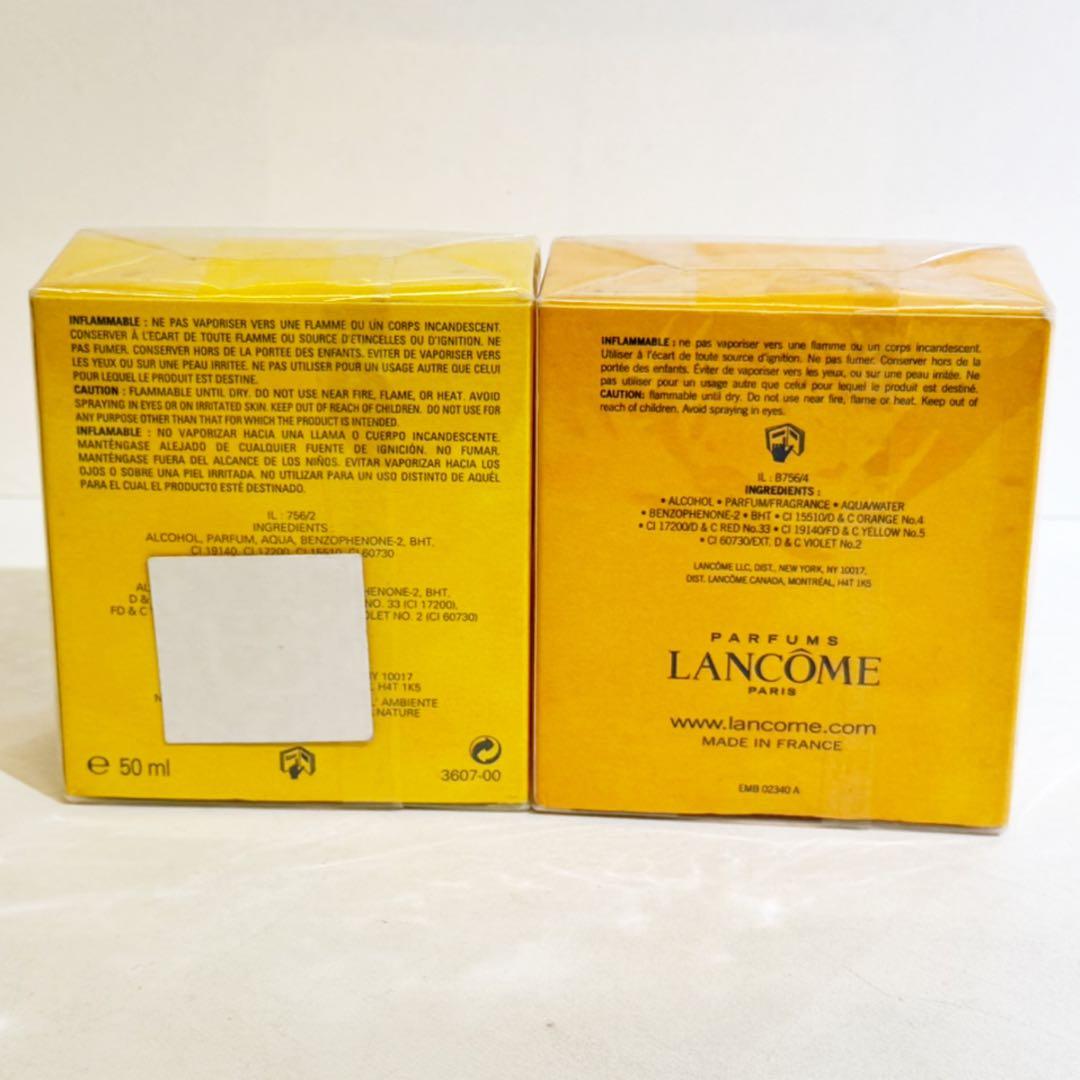 INFLAMMABLE : NE PAS VAPORISER VERS UNE FLAMME OU UN CORPS INCANDESCENT.
CONSERVER À L'ECART DE TOUTE FLAMME OU SOURCE D'ETINCELLES OU D'IGNITION. NE
PAS FUMER. CONSERVER HORS DE LA PORTEE DES ENFANTS. EVITER DE VAPORISER VERS
LES YEUX OU SUR UNE PEAU IRRITEE. NE PAS UTILISER POUR UN USAGE AUTRE QUE CELUI
POUR LEQUEL LE PRODUIT EST DESTINE.
CAUTION : FLAMMABLE UNTIL DRY. DO NOT USE NEAR FIRE, FLAME, OR HEAT. AVOID
SPRAYING IN EYES OR ON IRRITATED SKIN. KEEP OUT OF REACH OF CHILDREN. DO NOT USE FOR
ANY PURPOSE OTHER THAN THAT FOR WHICH THE PRODUCT IS INTENDED.
INFLAMABLE : NO VAPORIZAR HACIA UNA LLAMA O CUERPO INCANDESCENTE.
MANTÉNGASE ALEJADO DE CUALQUIER FUENTE DE IGNICIÓN. NO FUMAR.
MANTÉNGASE FUERA DEL ALCANCE DE LOS NIÑOS. EVITAR VAPORIZAR HACIA LOS
OJOS O SOBRE UNA PIEL IRRITADA. NO UTILIZAR PARA UN USO DISTINTO DE AQUÉL
PARA EL CUAL EL PRODUCTO ESTÉ DESTINADO.
IL : 756/2
INGREDIENTS :
ALCOHOL, PARFUM, AQUA, BENZOPHENONE-2, BHT,
CI 19140, CI 17200, CI 15510, CI 60730
AL HENONE-2, BHT,
D & NO. 33 (CI 17200),
FD & C OLET NO. 2 (CI 60730)
Y 10017
H4T 1K5
L' AMBIENTE
NATURE
e 50 ml
3607-00
INFLAMMABLE : ne pas vaporiser vers une flamme ou un corps incandescent.
Utiliser à l'écart de toute source d'ignition. Ne pas fumer. Conserver hors de la
portée des enfants. Éviter de vaporiser vers les yeux, ou sur une peau irritée. Ne
pas utiliser pour un usage autre que celui pour lequel le produit est destiné.
CAUTION: flammable until dry. Do not use near fire, flame or heat. Keep out of
reach of children. Avoid spraying in eyes.
IL : B756/4
INGREDIENTS :
• ALCOHOL • PARFUM/FRAGRANCE • AQUA/WATER
• BENZOPHENONE-2 • BHT • CI 15510/D & C ORANGE No.4
• CI 17200/D & C RED No.33 • CI 19140/FD & C YELLOW No.5
• CI 60730/EXT. D & C VIOLET No.2
LANCÔME LLC, DIST., NEW YORK, NY 10017,
DIST. LANCÔME CANADA, MONTRÉAL, H4T 1K5
PARFUMS
LANCÔME
PARIS
www.lancome.com
MADE IN FRANCE
EMB 02340 A